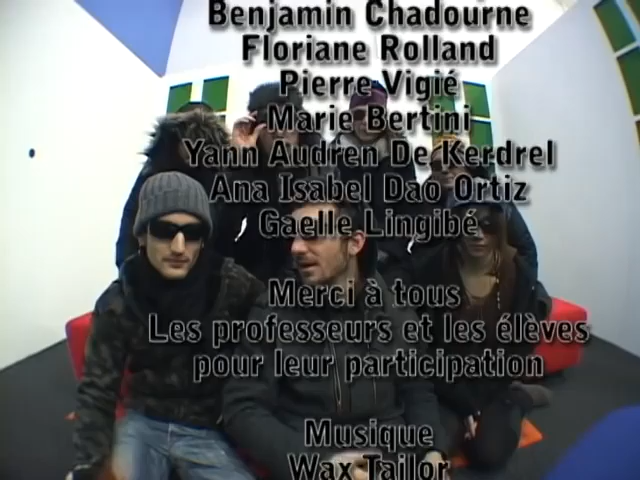 Benjamin Chadourne
Floriane Rolland
Pierre Vigié
Marie Bertini
Yann Audren De Kerdrel
Ana Isabel Dao Ortiz
Gaelle Lingibé
Merci à tous
Les professeurs et les élèves
pour leur participation
Musique
Wax Tailor